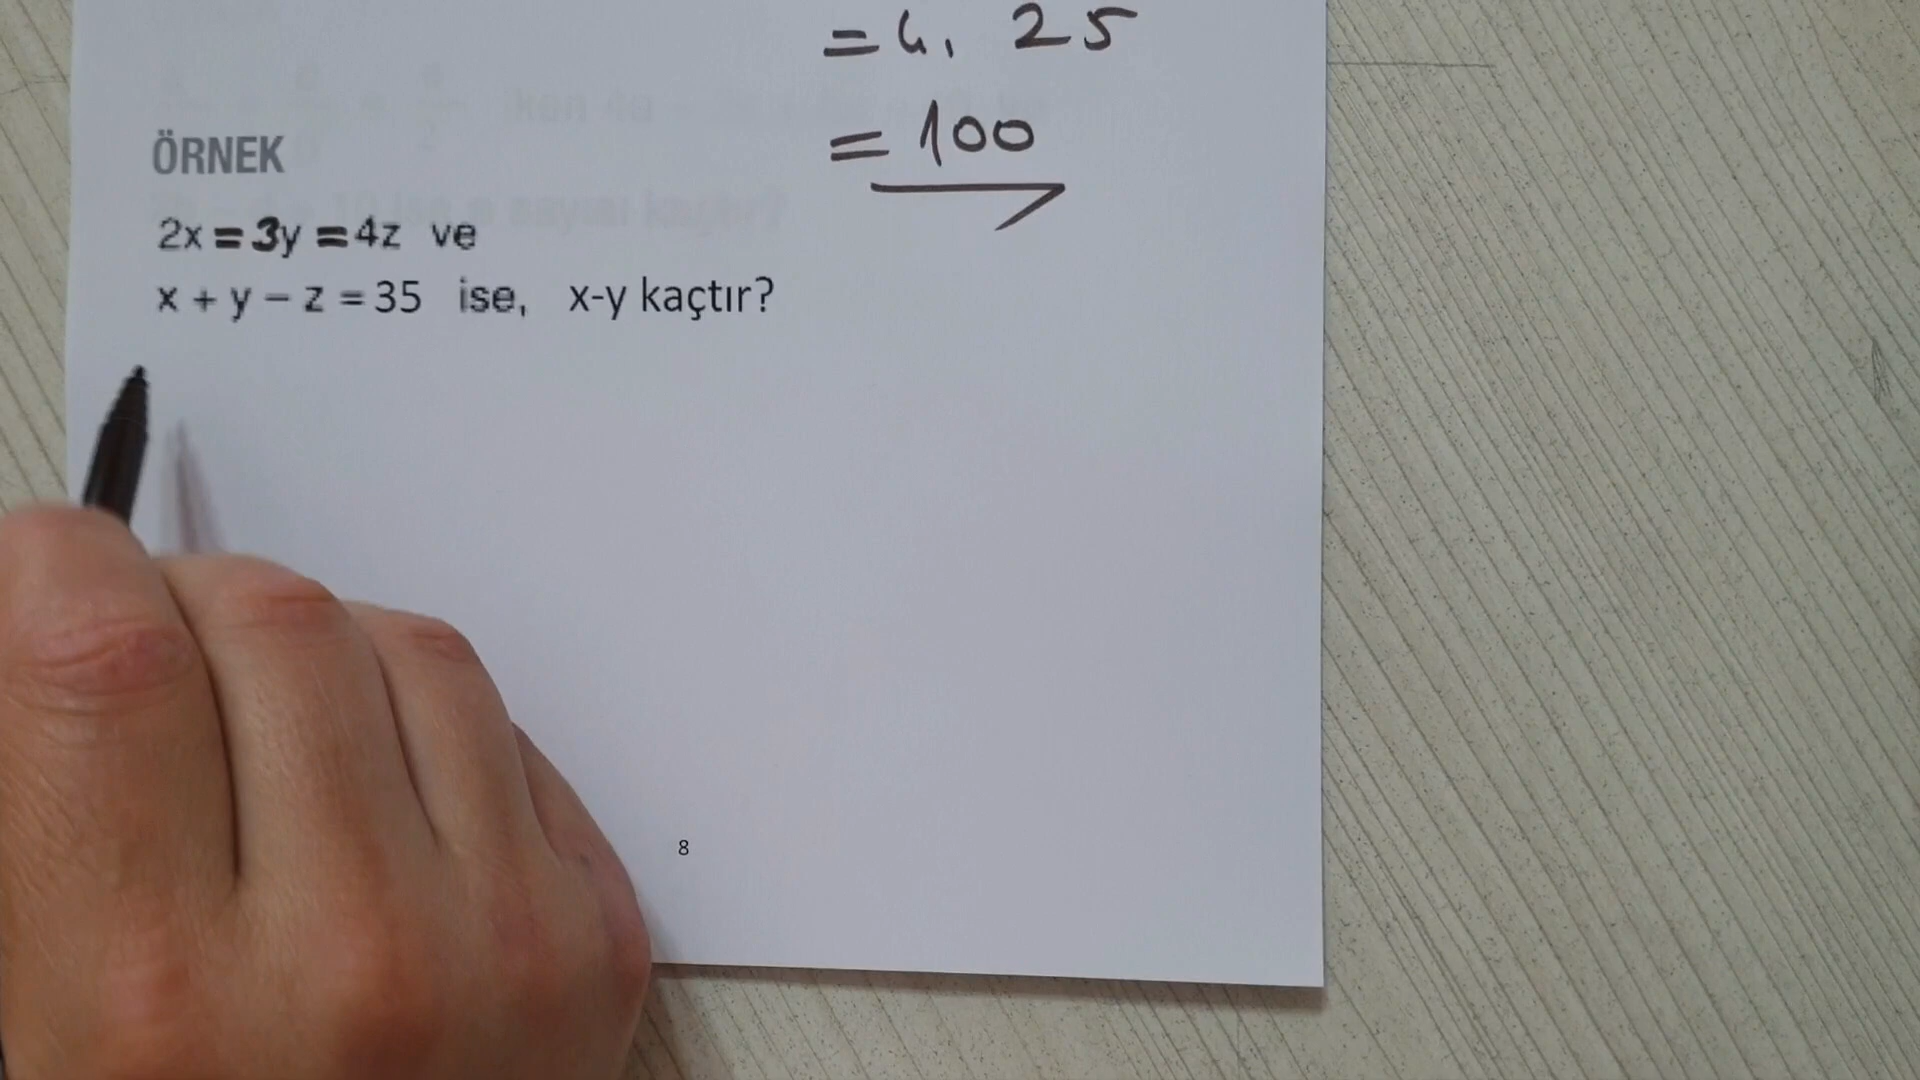 = 4. 25
= 100
ÖRNEK
2x = 3y = 4z ve
x + y – z = 35 ise, x-y kaçtır?
8